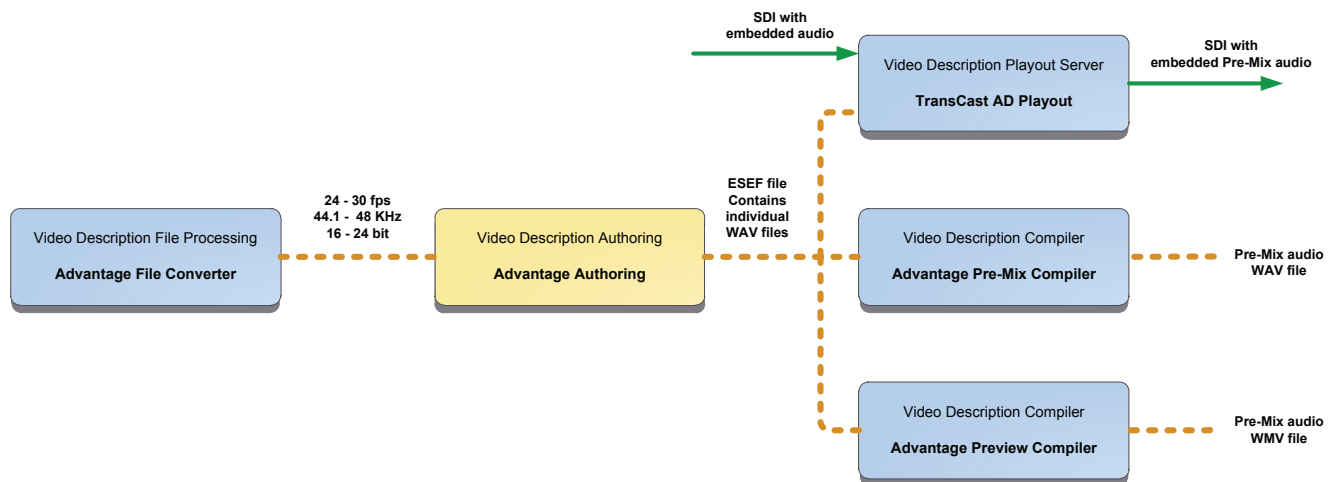 SDI with
embedded audio
Video Description Playout Server
TransCast AD Playout
SDI with
embedded Pre-Mix audio
Video Description File Processing
Advantage File Converter
24 - 30 fps
44.1 - 48 KHz
16 - 24 bit
Video Description Authoring
Advantage Authoring
ESEF file
Contains
individual
WAV files
Video Description Compiler
Advantage Pre-Mix Compiler
Pre-Mix audio
WAV file
Video Description Compiler
Advantage Preview Compiler
Pre-Mix audio
WMV file